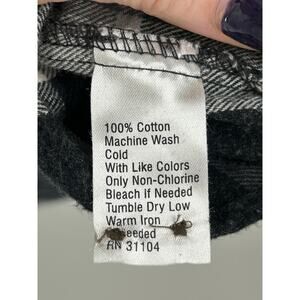 100% Cotton
Machine Wash
Cold
With Like Colors
Only Non-Chlorine
Bleach If Needed
Tumble Dry Low
Warm Iron
Needed
RN 31104